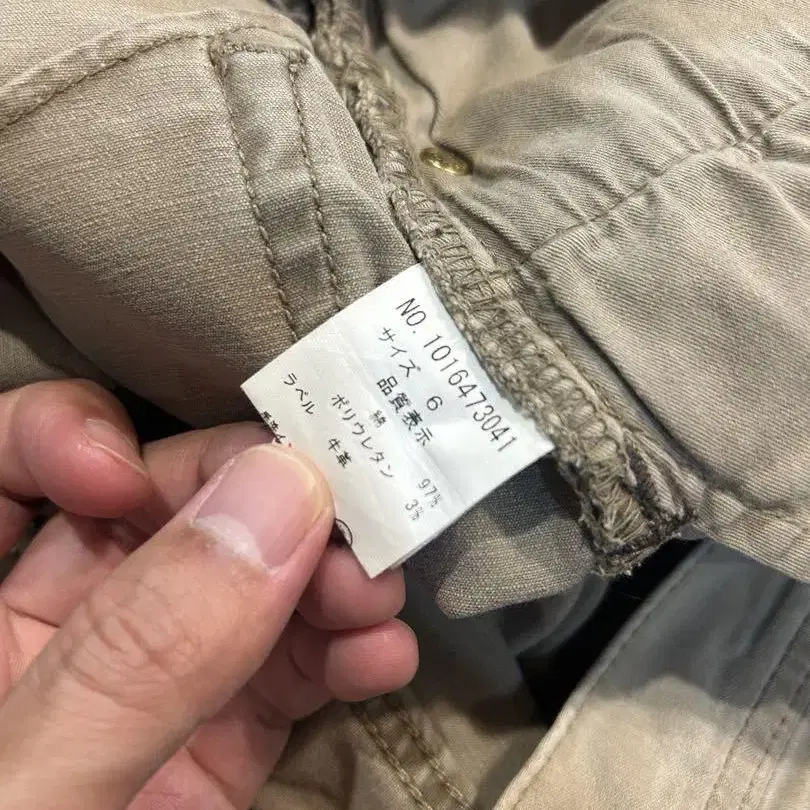 NO. 1016473041
サイズ 6
品質表示
綿 97%
ポリウレタン 3%
ラベル 牛革